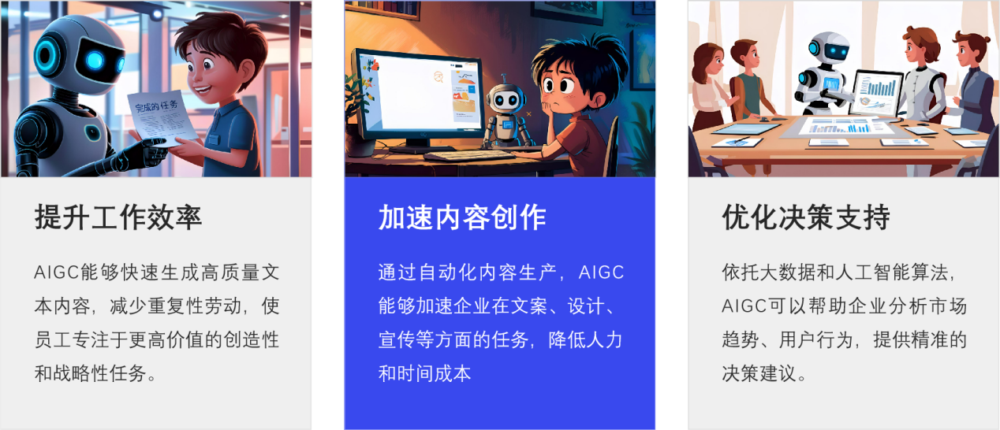 完成的任务
提升工作效率
AIGC能够快速生成高质量文
本内容，减少重复性劳动，使
员工专注于更高价值的创造性
和战略性任务。
加速内容创作
通过自动化内容生产，AIGC
能够加速企业在文案、设计、
宣传等方面的任务，降低人力
和时间成本
优化决策支持
依托大数据和人工智能算法，
AIGC可以帮助企业分析市场
趋势、用户行为，提供精准的
决策建议。